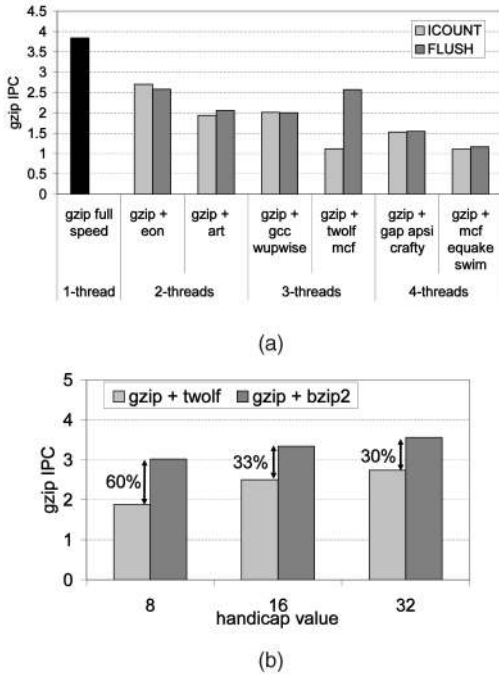 4.5
4
3.5
3
2.5
2
1.5
1
0.5
0
gzip IPC
ICOUNT
FLUSH
gzip full speed
gzip + eon
gzip + art
gzip + gcc wupwise
gzip + twolf mcf
gzip + gap apsi crafty
gzip + mcf equake swim
1-thread
2-threads
3-threads
4-threads
(a)
5
4
3
2
1
0
gzip IPC
gzip + twolf
gzip + bzip2
60%
33%
30%
8
16
32
handicap value
(b)